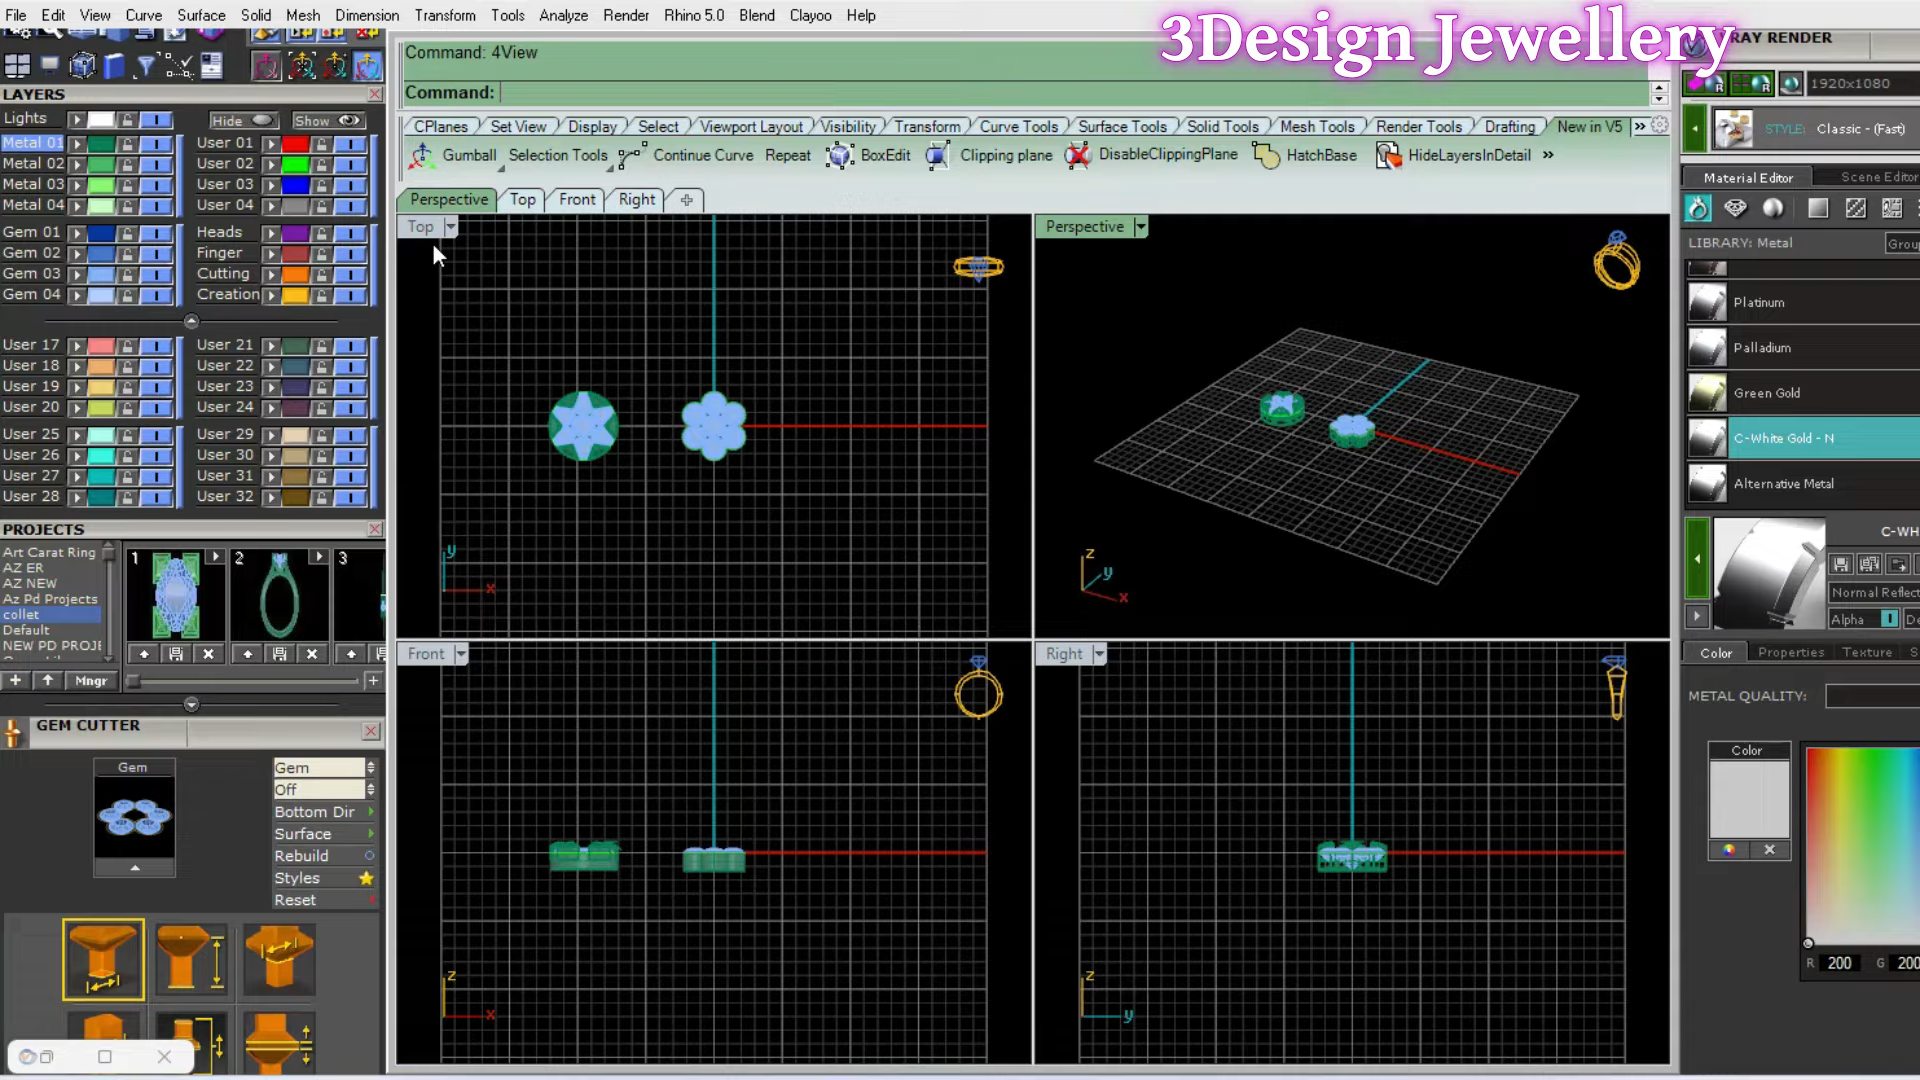 File Edit View Curve Surface Solid Mesh Dimension Transform Tools Analyze Render Rhino 5.0 Blend Clayoo Help
3Design Jewellery
Command: 4View
Command:
RAY RENDER
1920x1080
STYLE: Classic - (Fast)
LAYERS
Lights Hide Show
Metal 01 User 01
Metal 02 User 02
Metal 03 User 03
Metal 04 User 04
Gem 01 Heads
Gem 02 Finger
Gem 03 Cutting
Gem 04 Creation
User 17 User 21
User 18 User 22
User 19 User 23
User 20 User 24
User 25 User 29
User 26 User 30
User 27 User 31
User 28 User 32
PROJECTS
Art Carat Ring
AZ ER
AZ NEW
Az Pd Projects
collet
Default
NEW PD PROJE
1 2 3
Mngr
GEM CUTTER
Gem
Gem
Off
Bottom Dir
Surface
Rebuild
Styles
Reset
CPlanes Set View Display Select Viewport Layout Visibility Transform Curve Tools Surface Tools Solid Tools Mesh Tools Render Tools Drafting New in V5 »
Gumball Selection Tools Continue Curve Repeat BoxEdit Clipping plane DisableClippingPlane HatchBase HideLayersInDetail »
Perspective Top Front Right
Top
y
x
Perspective
z
y
x
Front
z
x
Right
z
y
Material Editor Scene Editor
LIBRARY: Metal Group
Platinum
Palladium
Green Gold
C-White Gold - N
Alternative Metal
C-WH
Normal Reflect
Alpha De
Color Properties Texture S
METAL QUALITY:
Color
R 200 G 200